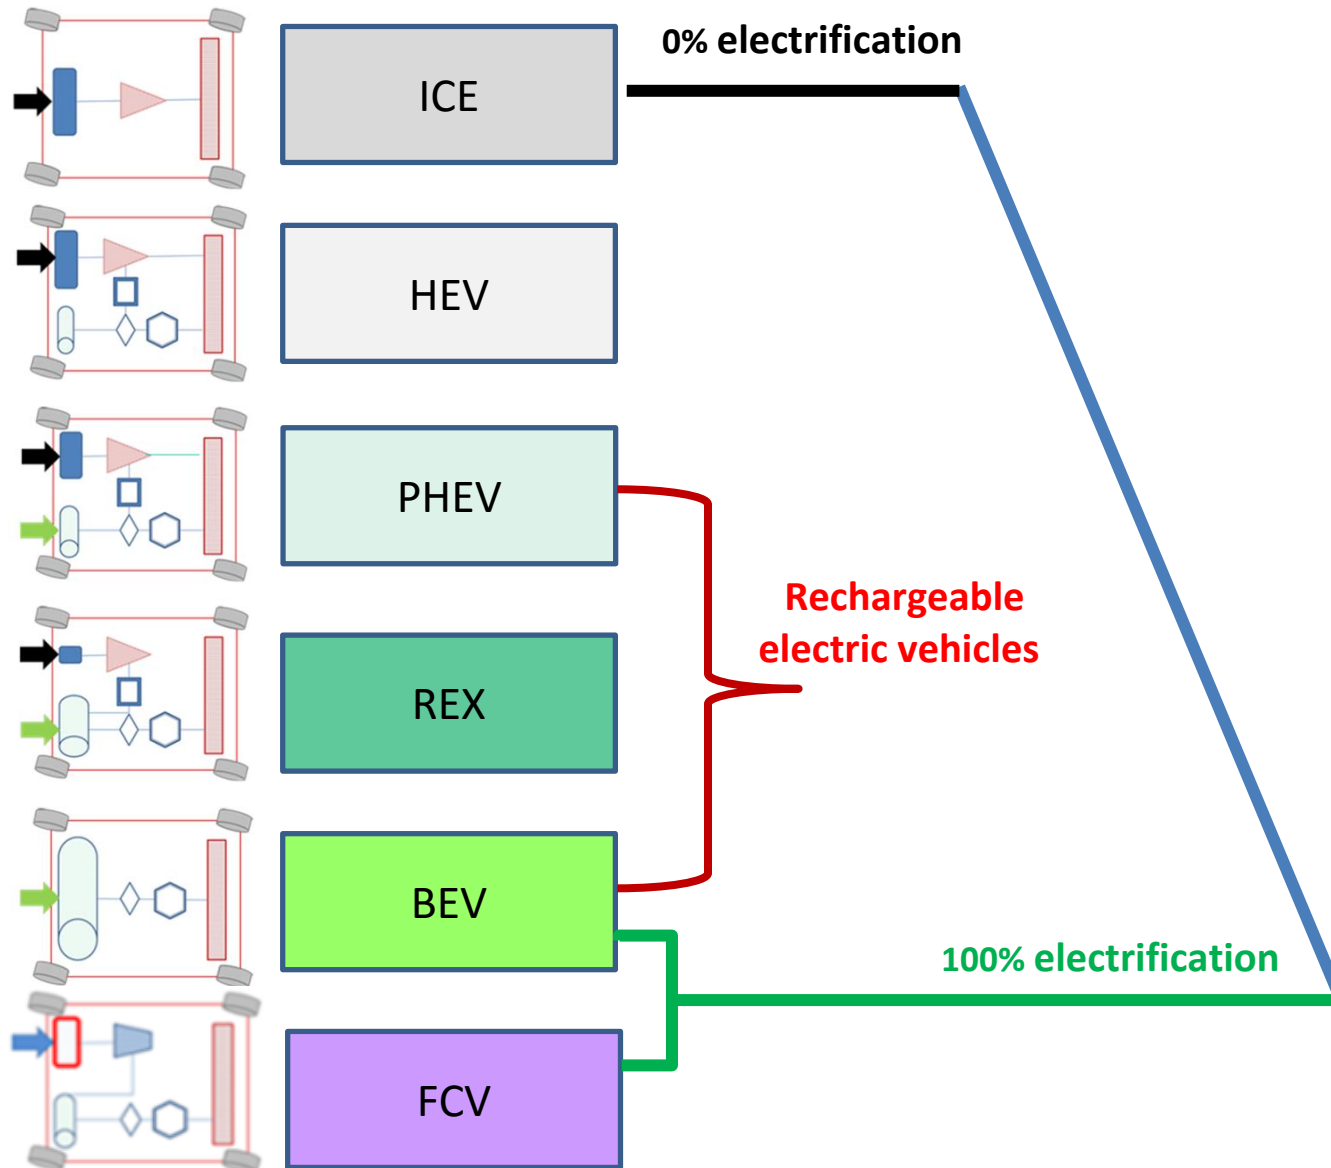 0% electrification
ICE
HEV
PHEV
Rechargeable
electric vehicles
REX
BEV
100% electrification
FCV